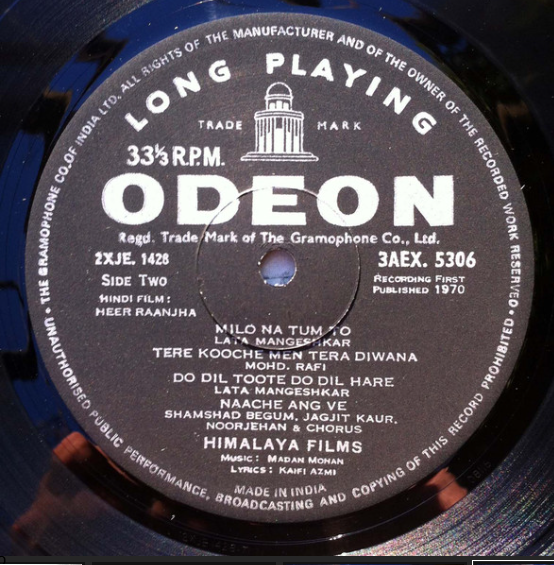 THE GRAMOPHONE CO. OF INDIA LTD. ALL RIGHTS OF THE MANUFACTURER AND OF THE OWNER OF THE RECORDED WORK RESERVED •
LONG PLAYING
TRADE MARK
33⅓ R.P.M.
ODEON
Regd. Trade Mark of The Gramophone Co., Ltd.
2XJE. 1428
3AEX. 5306
SIDE TWO
RECORDING FIRST
PUBLISHED 1970
HINDI FILM:
HEER RAANJHA
MILO NA TUM TO
LATA MANGESHKAR
TERE KOOCHE MEN TERA DIWANA
MOHD. RAFI
DO DIL TOOTE DO DIL HARE
LATA MANGESHKAR
NAACHE ANG VE
SHAMSHAD BEGUM, JAGJIT KAUR,
NOORJEHAN & CHORUS
HIMALAYA FILMS
MUSIC: MADAN MOHAN
LYRICS: KAIFI AZMI
MADE IN INDIA
UNAUTHORISED PUBLIC PERFORMANCE, BROADCASTING AND COPYING OF THIS RECORD PROHIBITED •